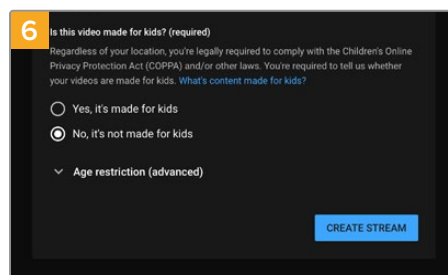 6
Is this video made for kids? (required)
Regardless of your location, you're legally required to comply with the Children's Online
Privacy Protection Act (COPPA) and/or other laws. You're required to tell us whether
your videos are made for kids. What's content made for kids?
Yes, it's made for kids
No, it's not made for kids
Age restriction (advanced)
CREATE STREAM